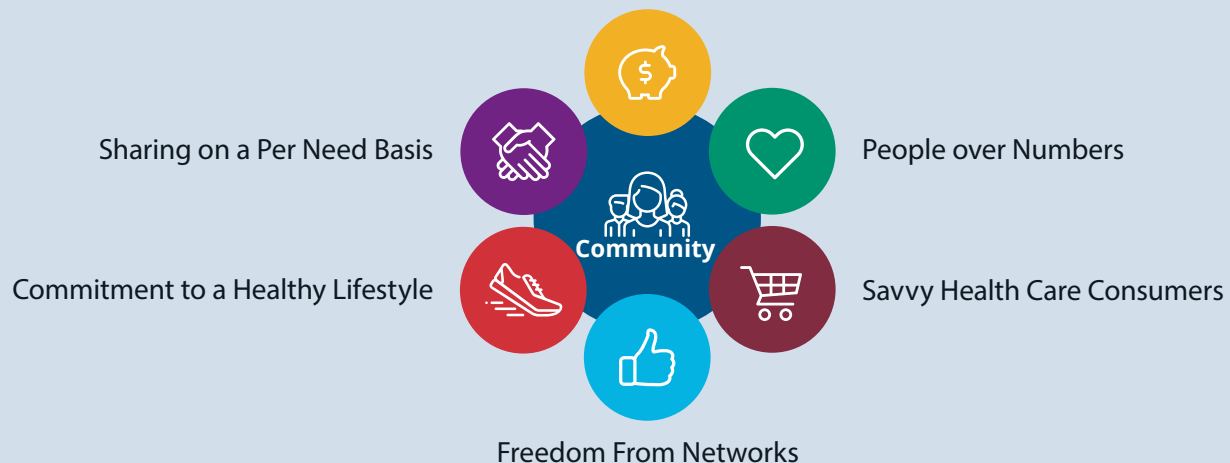 $
Sharing on a Per Need Basis
People over Numbers
Community
Commitment to a Healthy Lifestyle
Savvy Health Care Consumers
Freedom From Networks